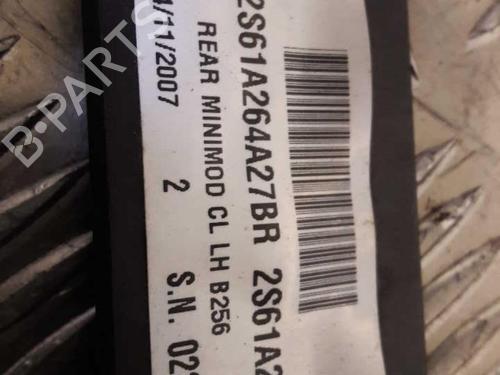 2S61A264A27BR 2S61A2
REAR MINIMOD CL LH B256
/11/2007 2 S.N. 02
B-PARTS